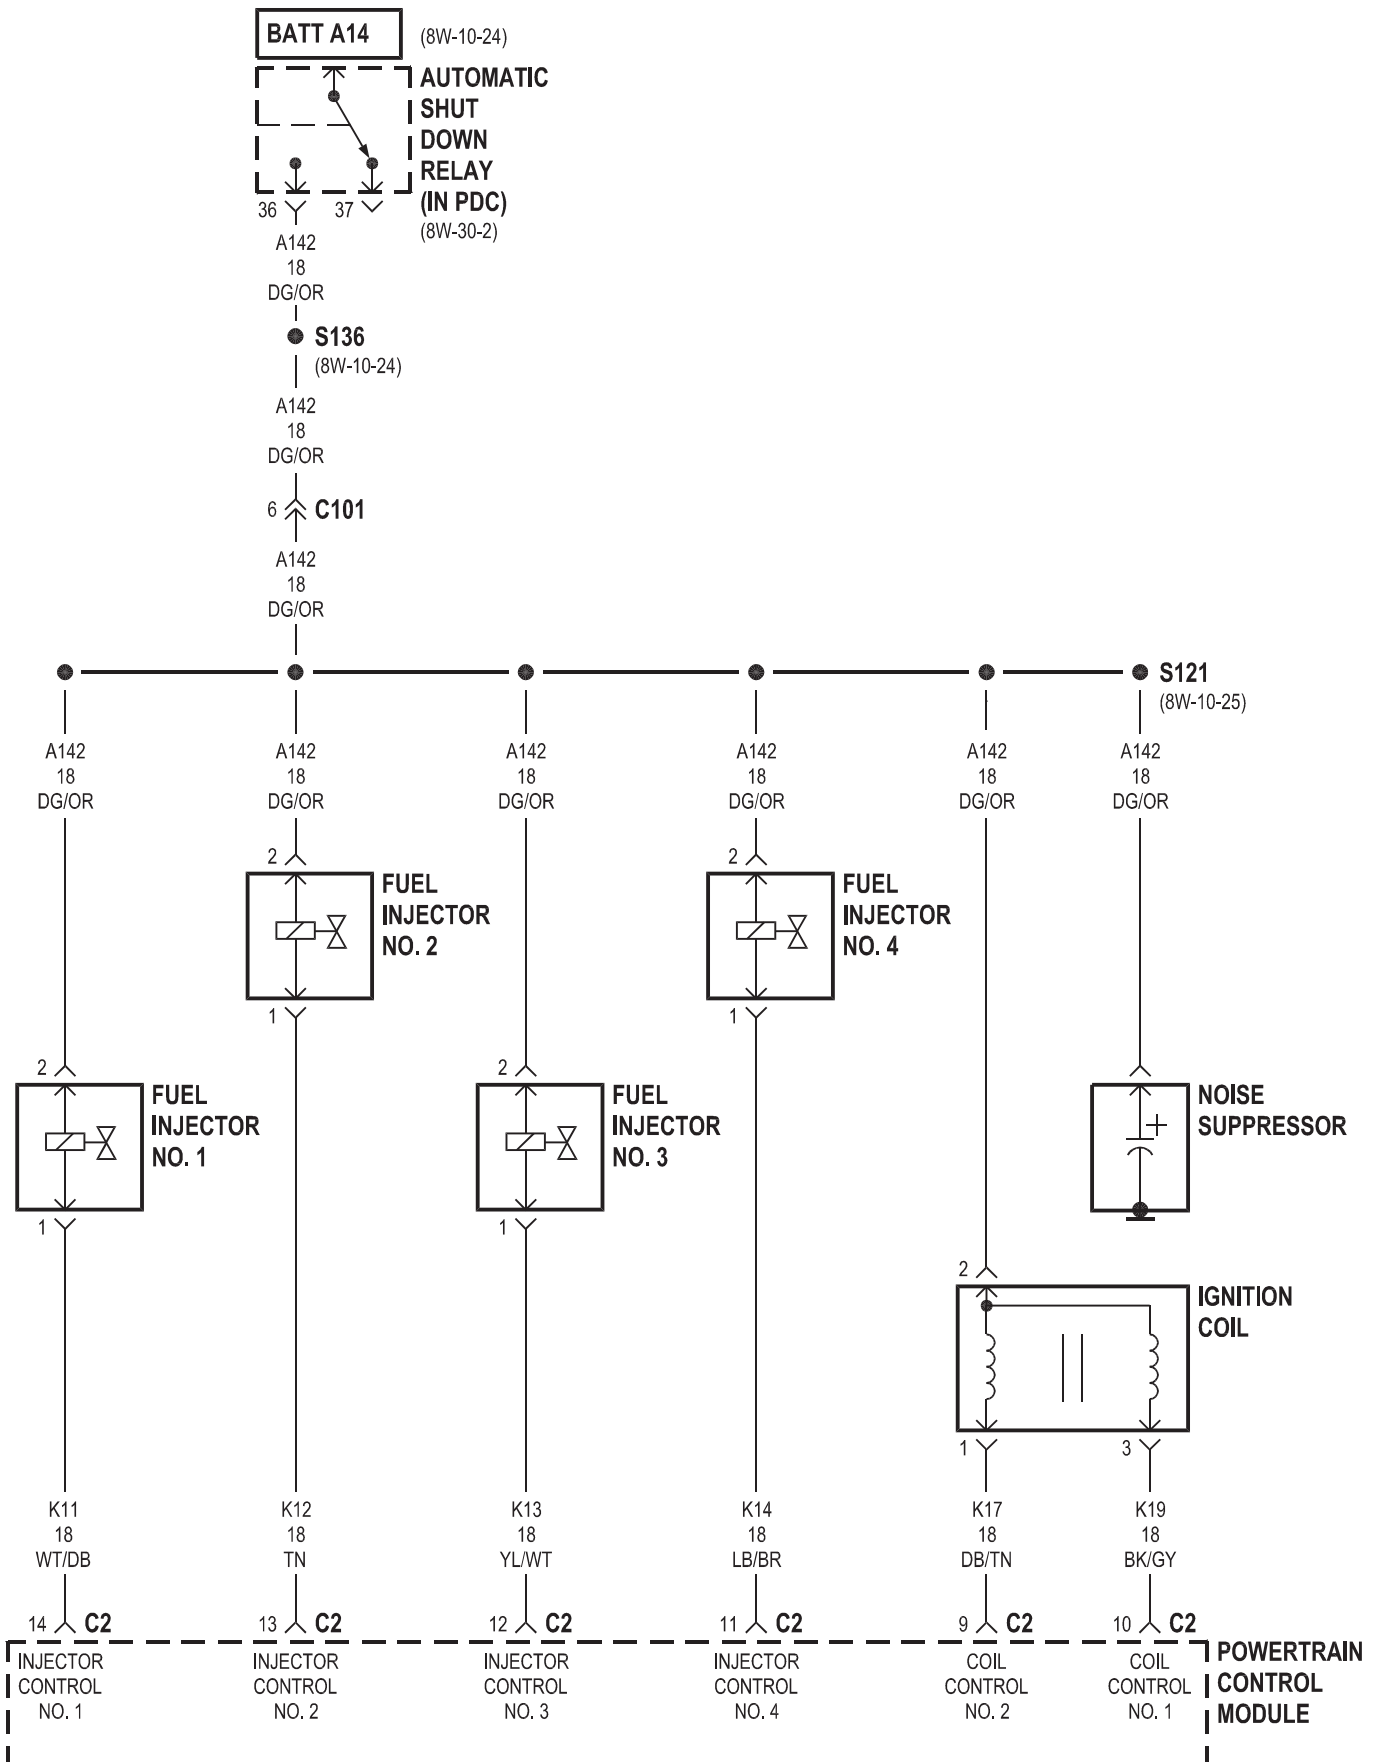 BATT A14 (8W-10-24)
AUTOMATIC
SHUT
DOWN
RELAY
(IN PDC)
(8W-30-2)
36 37
A142
18
DG/OR
S136
(8W-10-24)
A142
18
DG/OR
6 C101
A142
18
DG/OR
S121
(8W-10-25)
A142 A142 A142 A142 A142 A142
18 18 18 18 18 18
DG/OR DG/OR DG/OR DG/OR DG/OR DG/OR
2 2
FUEL
INJECTOR
NO. 2
FUEL
INJECTOR
NO. 4
1 1
2 2
FUEL
INJECTOR
NO. 1
FUEL
INJECTOR
NO. 3
NOISE
SUPPRESSOR
+
1 1
2
IGNITION
COIL
1 3
K11 K12 K13 K14 K17 K19
18 18 18 18 18 18
WT/DB TN YL/WT LB/BR DB/TN BK/GY
14 C2 13 C2 12 C2 11 C2 9 C2 10 C2
INJECTOR
CONTROL
NO. 1
INJECTOR
CONTROL
NO. 2
INJECTOR
CONTROL
NO. 3
INJECTOR
CONTROL
NO. 4
COIL
CONTROL
NO. 2
COIL
CONTROL
NO. 1
POWERTRAIN
CONTROL
MODULE